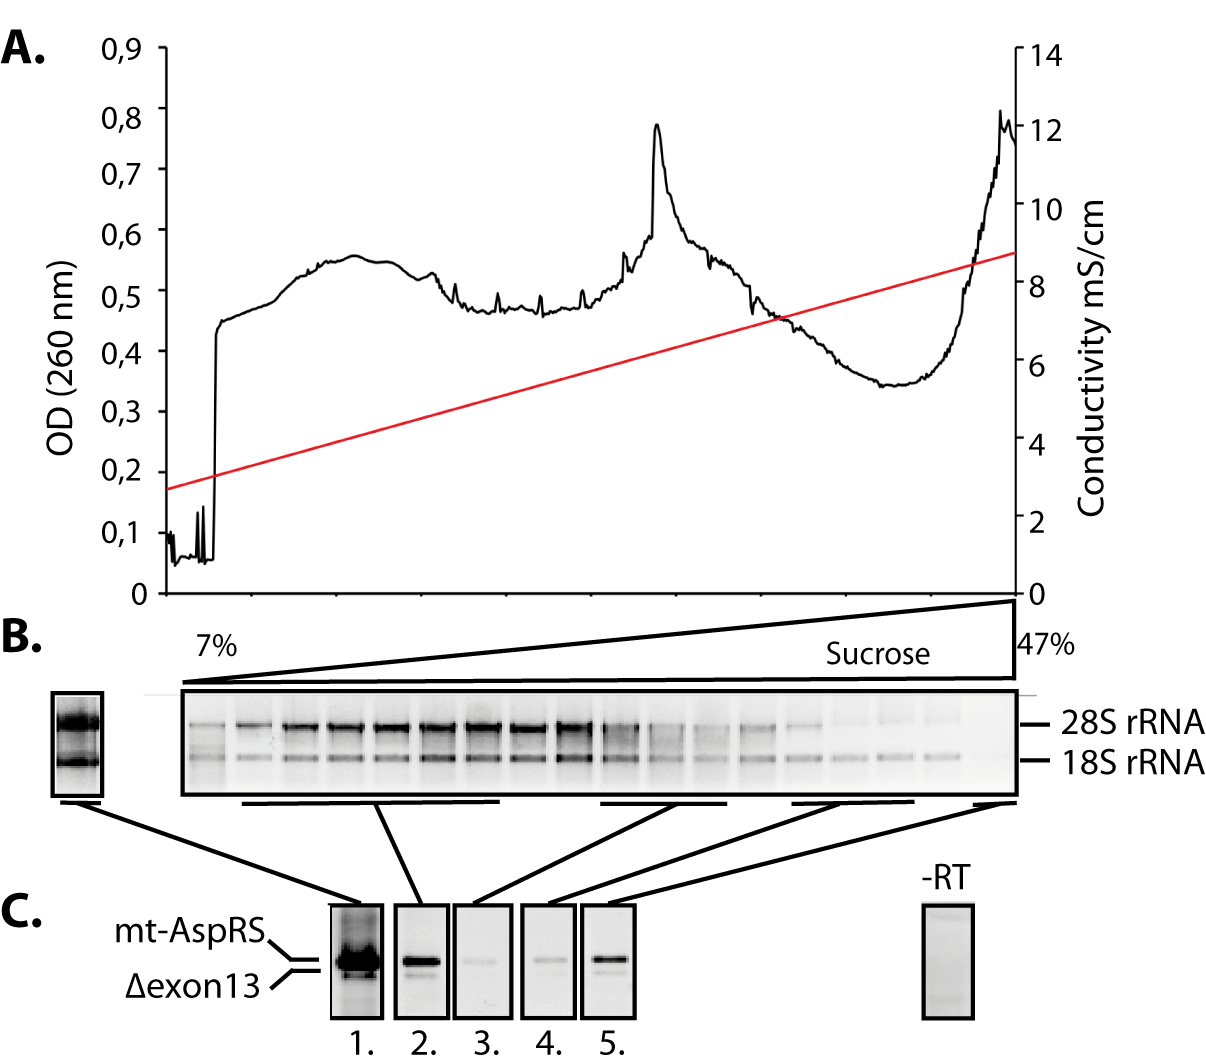 A.
0,9
0,8
0,7
0,6
0,5
0,4
0,3
0,2
0,1
0
OD (260 nm)
14
12
10
8
6
4
2
0
Conductivity mS/cm
B.
7%
Sucrose
47%
28S rRNA
18S rRNA
C.
mt-AspRS
Δexon13
-RT
1. 2. 3. 4. 5.